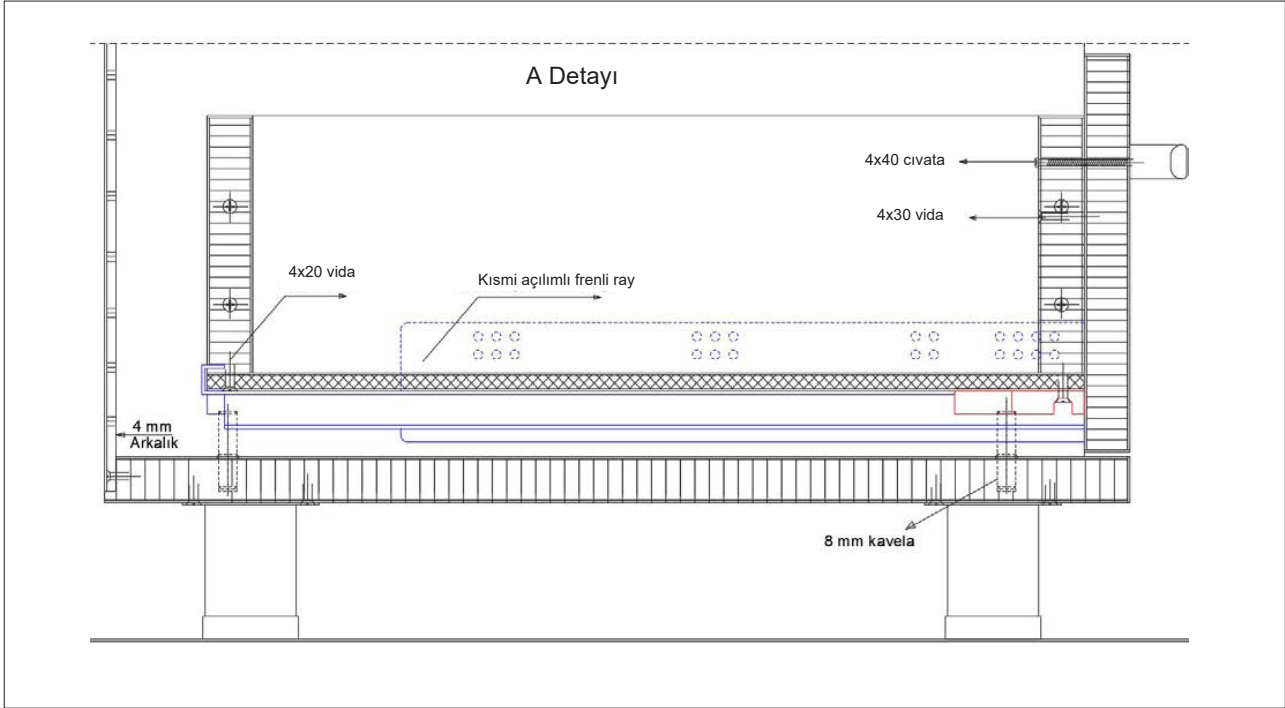 A Detayı
4x40 cıvata
4x30 vida
4x20 vida
Kısmi açılımlı frenli ray
4 mm
Arkalık
8 mm kavela